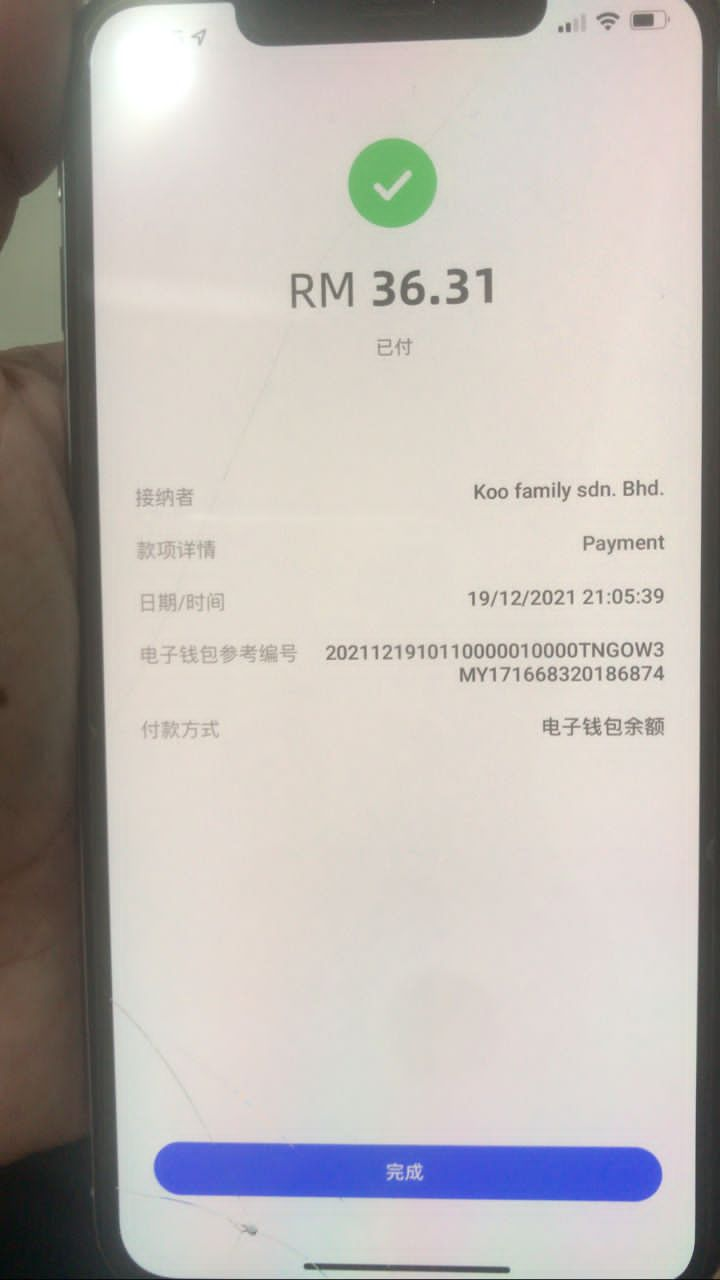 RM 36.31
已付
接纳者 Koo family sdn. Bhd.
款项详情 Payment
日期/时间 19/12/2021 21:05:39
电子钱包参考编号 2021121910110000010000TNGOW3
MY171668320186874
付款方式 电子钱包余额
完成